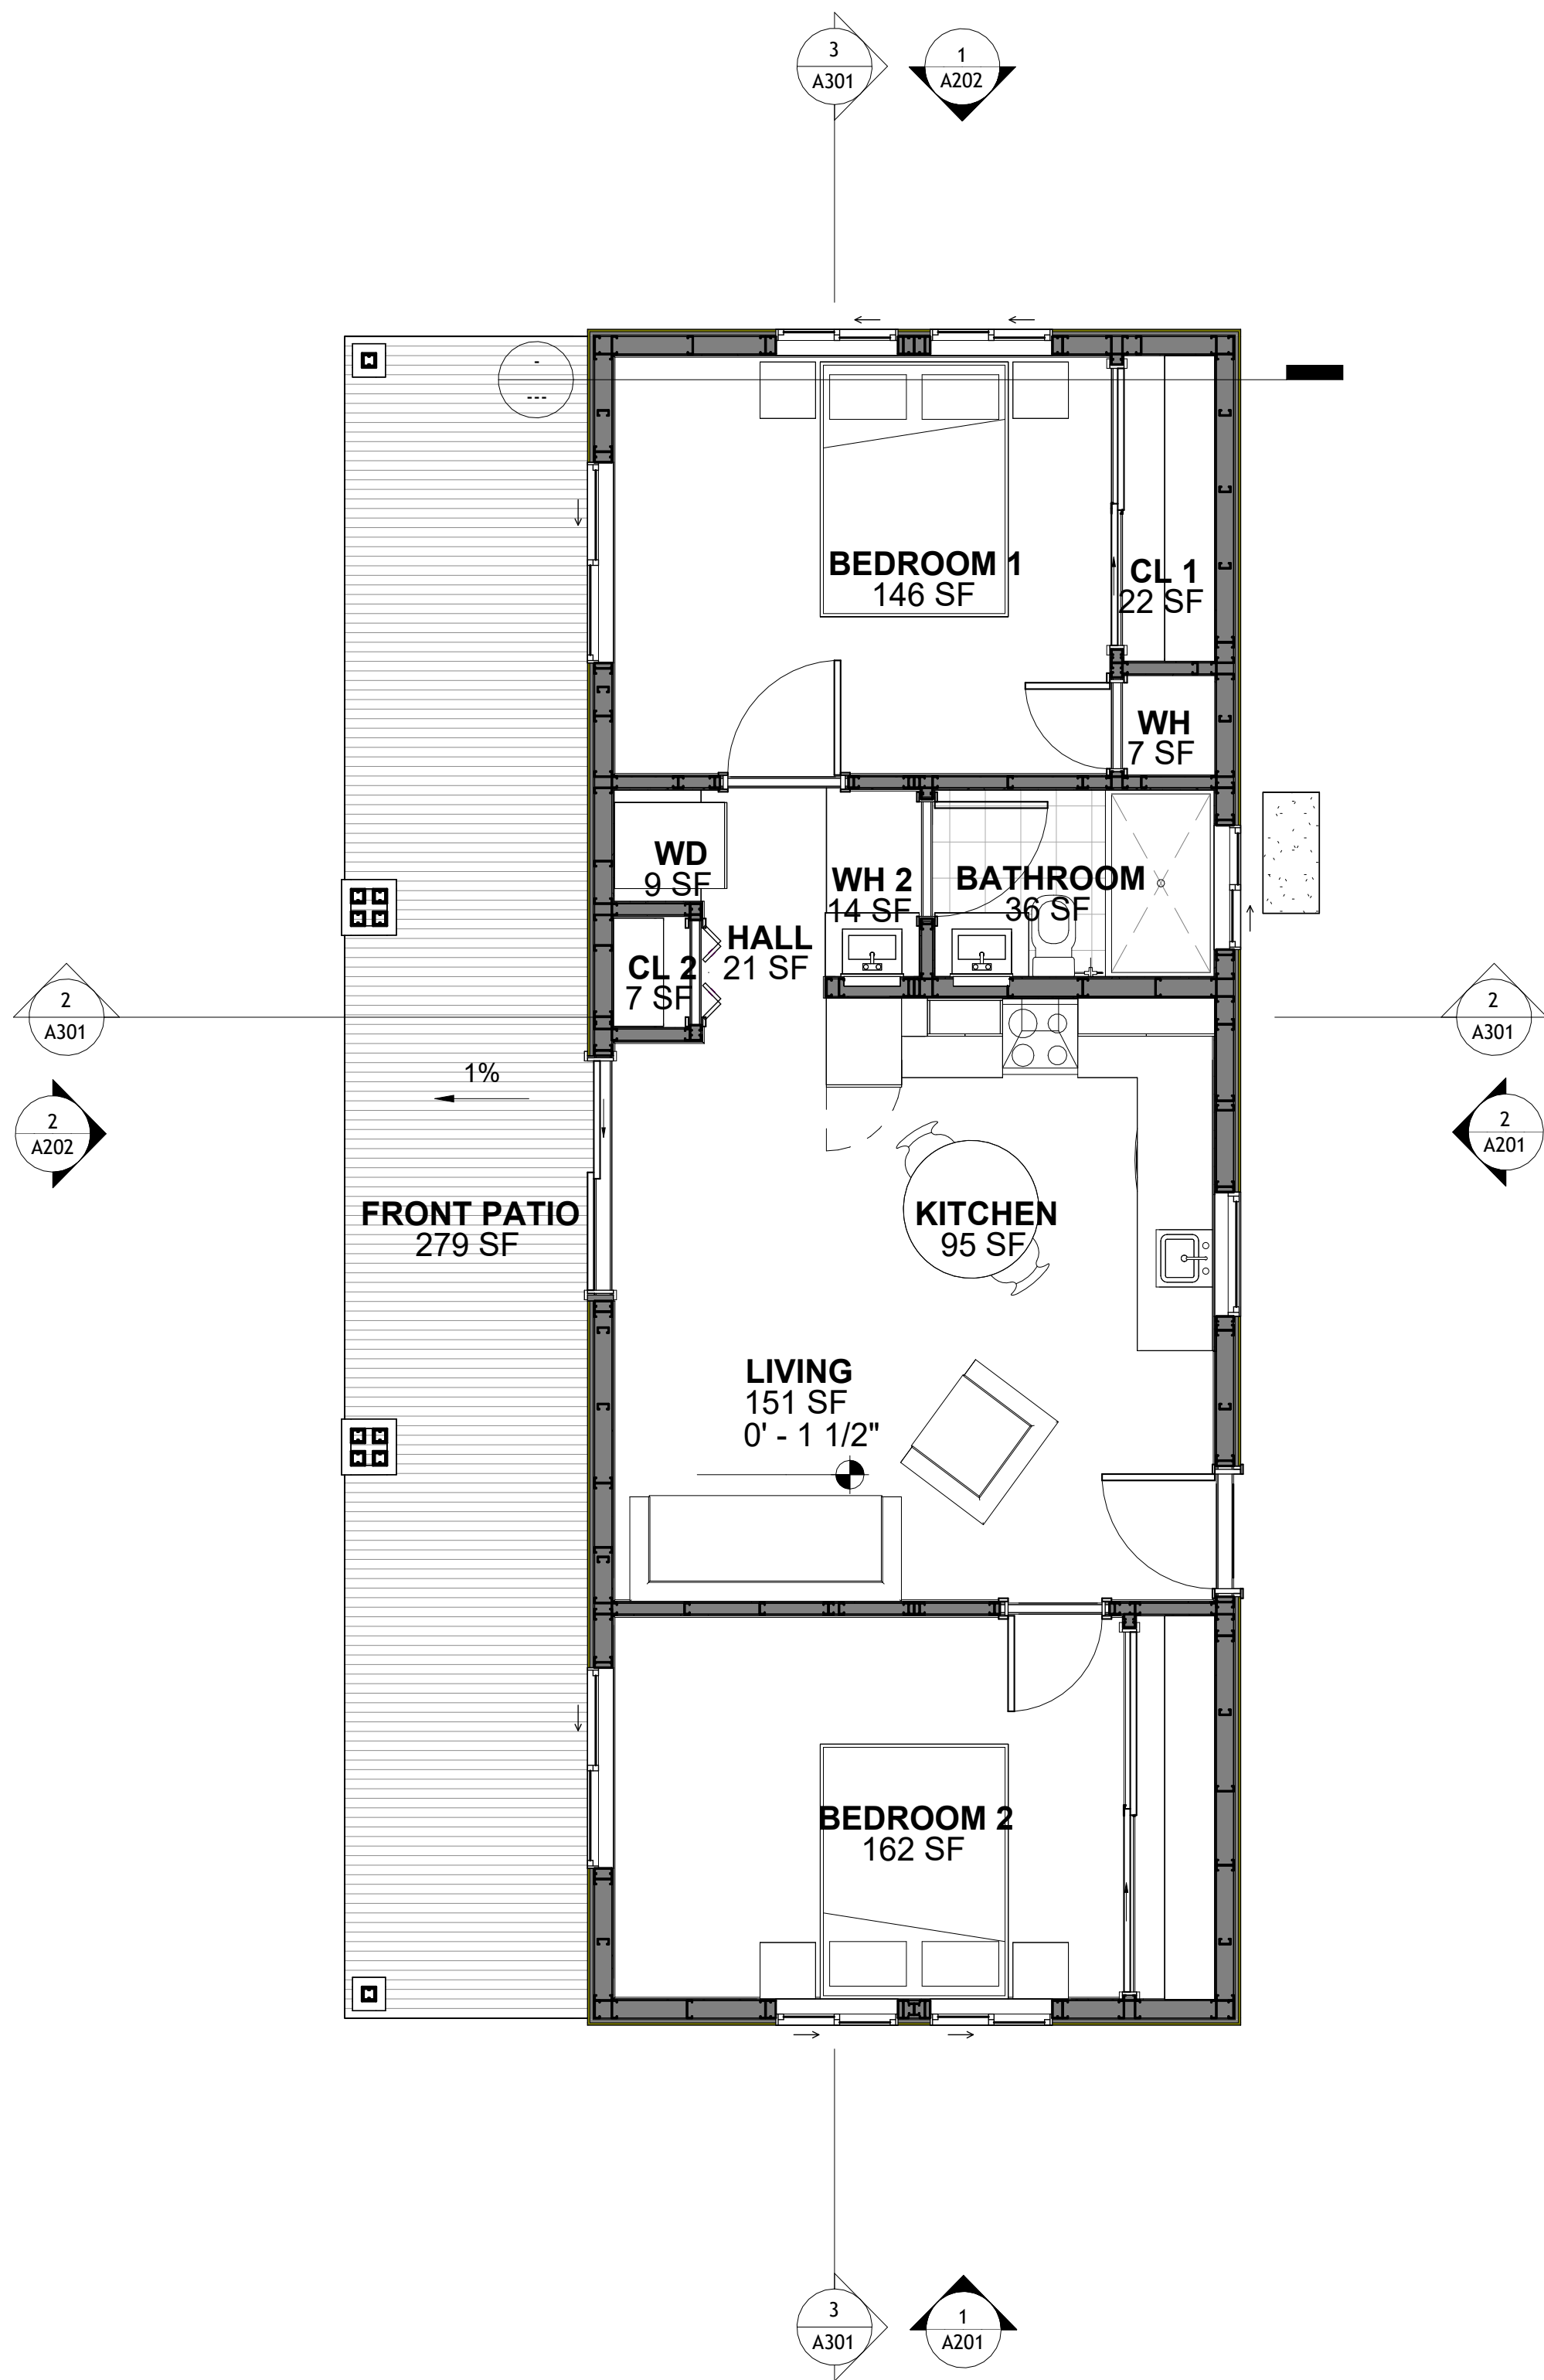 3
A301
1
A202
-
---
BEDROOM 1
146 SF
CL 1
22 SF
WH
7 SF
WD
9 SF
WH 2
14 SF
BATHROOM
36 SF
HALL
21 SF
CL 2
7 SF
2
A301
2
A301
1%
2
A202
2
A201
FRONT PATIO
279 SF
KITCHEN
95 SF
LIVING
151 SF
0' - 1 1/2"
BEDROOM 2
162 SF
3
A301
1
A201